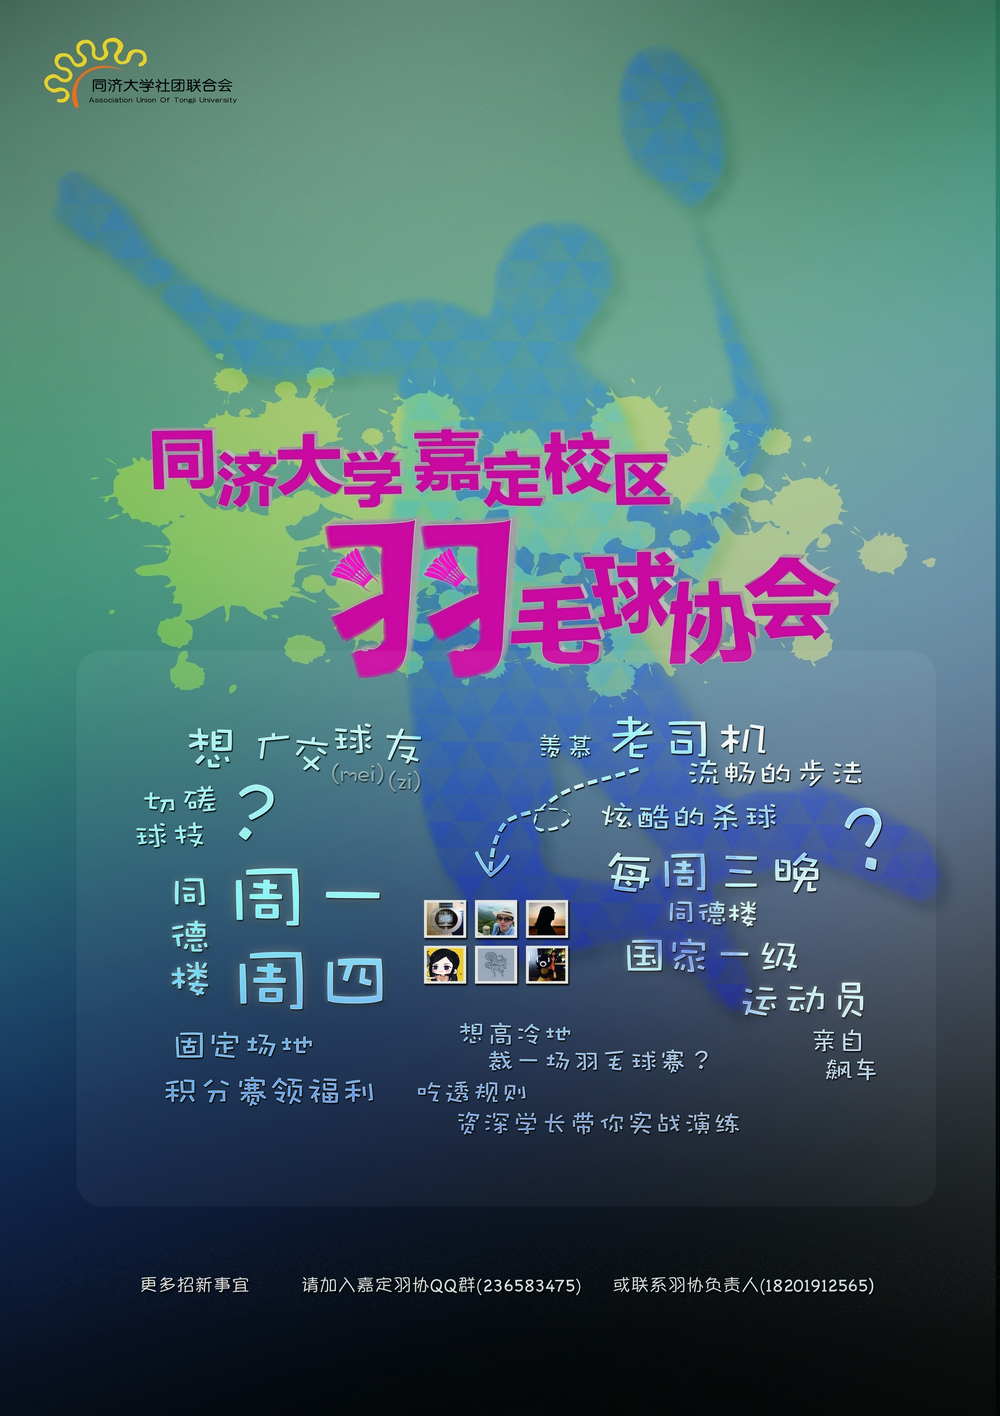 同济大学社团联合会
Association Union Of Tongji University
同济大学嘉定校区
羽毛球协会
想广交球友
(mei)(zi)
切磋
球技
?
同德楼
周一
周四
固定场地
积分赛领福利
羡慕老司机
流畅的步法
炫酷的杀球
?
每周三晚
同德楼
国家一级
运动员
亲自
飙车
想高冷地
裁一场羽毛球赛?
吃透规则
资深学长带你实战演练
更多招新事宜 请加入嘉定羽协QQ群(236583475) 或联系羽协负责人(18201912565)